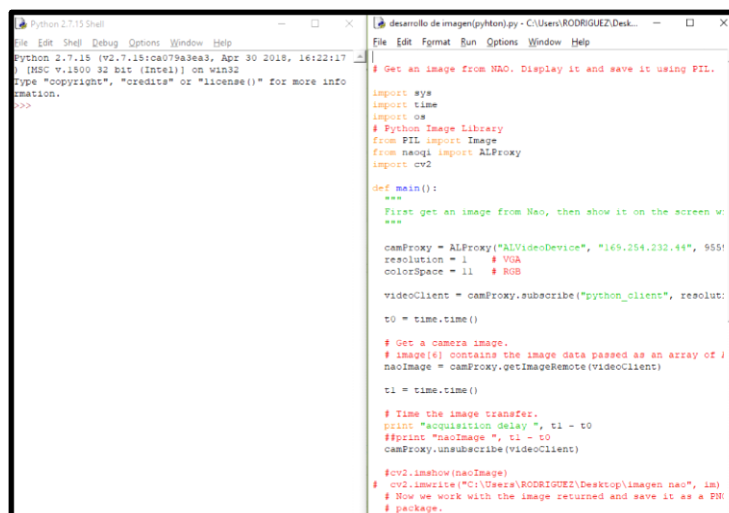 Python 2.7.15 Shell
File Edit Shell Debug Options Window Help
Python 2.7.15 (v2.7.15:ca079a3ea3, Apr 30 2018, 16:22:17
) [MSC v.1500 32 bit (Intel)] on win32
Type "copyright", "credits" or "license()" for more info
rmation.
>>>
desarrollo de imagen(pyhton).py - C:\Users\RODRIGUEZ\Desk...
File Edit Format Run Options Window Help
# Get an image from NAO. Display it and save it using PIL.
import sys
import time
import os
# Python Image Library
from PIL import Image
from naoqi import ALProxy
import cv2
def main():
"""
First get an image from Nao, then show it on the screen wi
"""
camProxy = ALProxy("ALVideoDevice", "169.254.232.44", 955
resolution = 1 # VGA
colorSpace = 11 # RGB
videoClient = camProxy.subscribe("python_client", resoluti
t0 = time.time()
# Get a camera image.
# image[6] contains the image data passed as an array of
naoImage = camProxy.getImageRemote(videoClient)
t1 = time.time()
# Time the image transfer.
print "acquisition delay ", t1 - t0
##print "naoImage ", t1 - t0
camProxy.unsubscribe(videoClient)
#cv2.imshow(naoImage)
# cv2.imwrite("C:\Users\RODRIGUEZ\Desktop\imagen nao", im)
# Now we work with the image returned and save it as a PNG
# package.